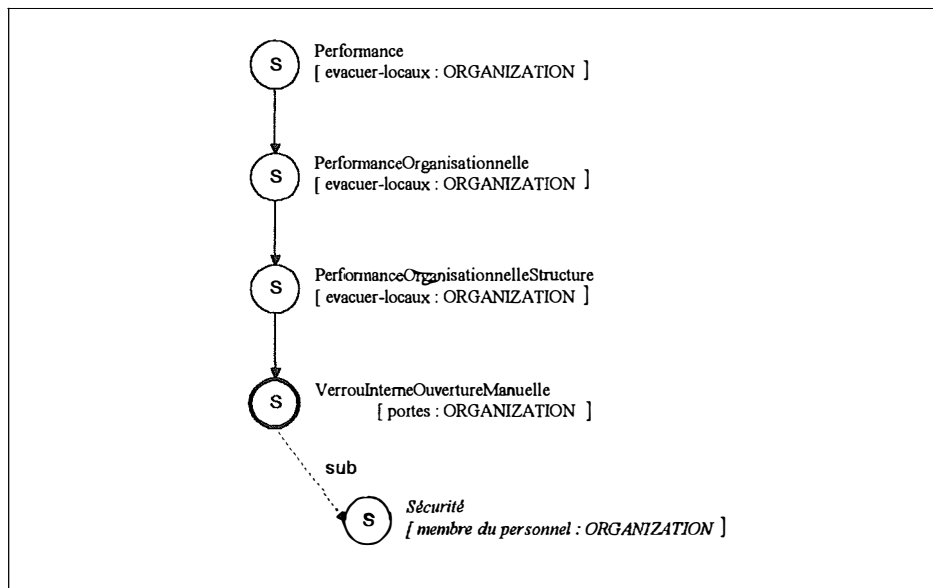 S
Performance
[ evacuer-locaux : ORGANIZATION ]
S
PerformanceOrganisationnelle
[ evacuer-locaux : ORGANIZATION ]
S
PerformanceOrganisationnelleStructure
[ evacuer-locaux : ORGANIZATION ]
S
VerrouInterneOuvertureManuelle
[ portes : ORGANIZATION ]
sub
S
Sécurité
[ membre du personnel : ORGANIZATION ]